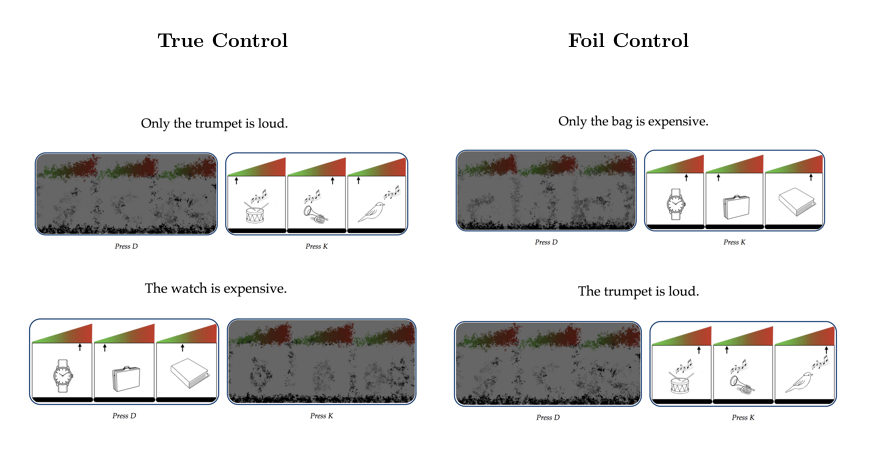 True Control
Only the trumpet is loud.
Press D
Press K
The watch is expensive.
Press D
Press K
Foil Control
Only the bag is expensive.
Press D
Press K
The trumpet is loud.
Press D
Press K